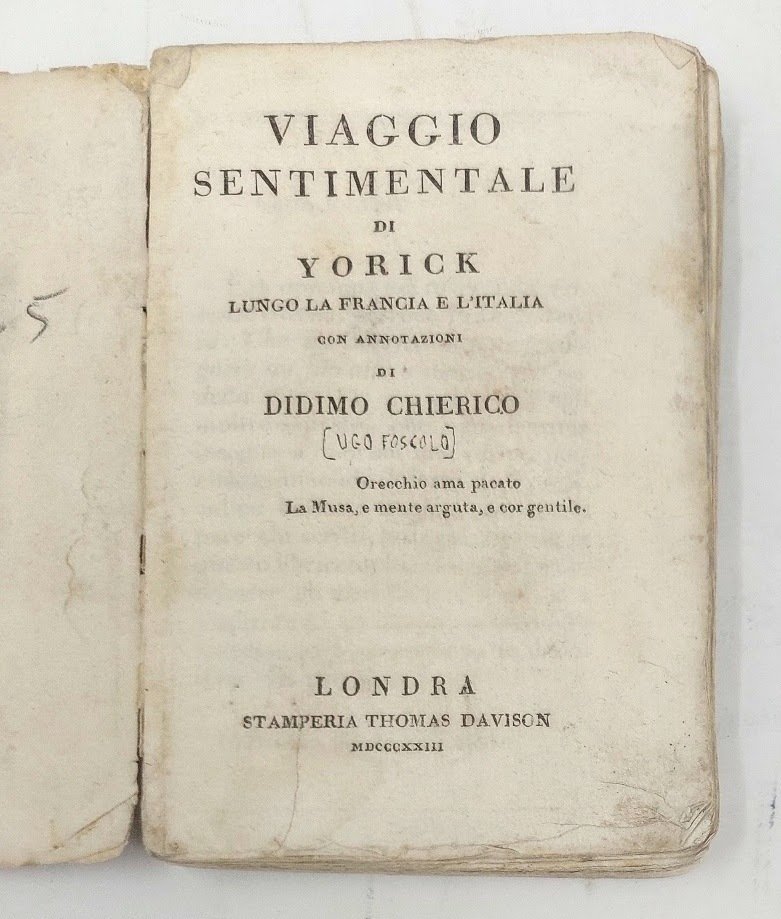 5
VIAGGIO
SENTIMENTALE
DI
YORICK
LUNGO LA FRANCIA E L'ITALIA
CON ANNOTAZIONI
DI
DIDIMO CHIERICO
[UGO FOSCOLO]
Orecchio ama pacato
La Musa, e mente arguta, e cor gentile.
LONDRA
STAMPERIA THOMAS DAVISON
MDCCCXXIII